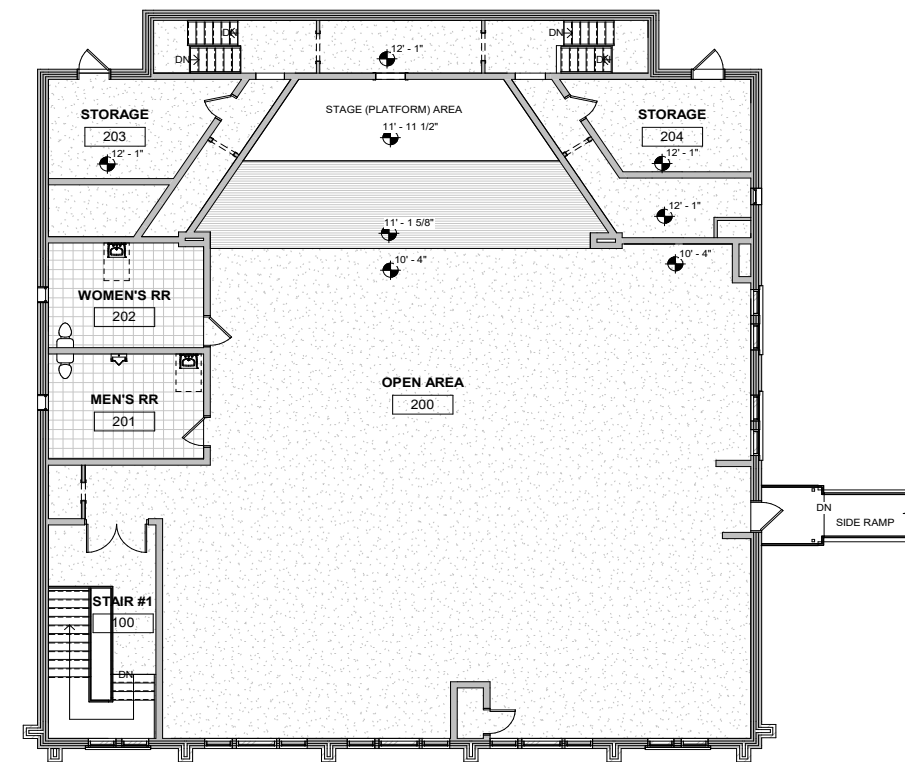 DN
DN
12' - 1"
DN
DN
STORAGE
203
12' - 1"
STAGE (PLATFORM) AREA
11' - 11 1/2"
STORAGE
204
12' - 1"
12' - 1"
11' - 1 5/8"
10' - 4"
10' - 4"
WOMEN'S RR
202
MEN'S RR
201
OPEN AREA
200
DN
SIDE RAMP
STAIR #1
100
DN